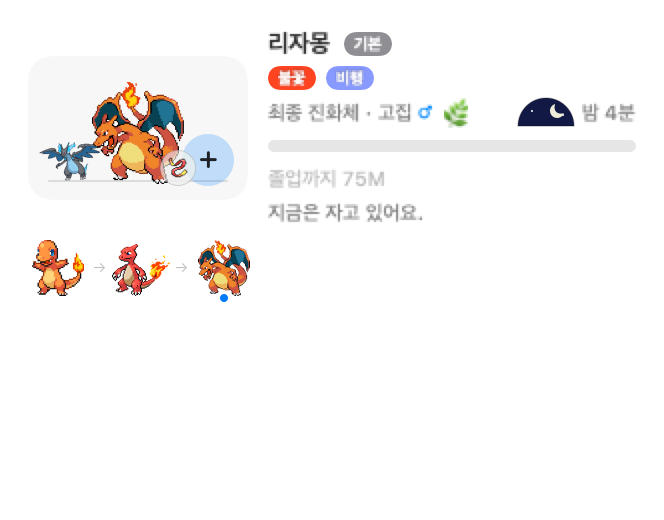 리자몽 기본
불꽃 비행
최종 진화체 · 고집 ♂ 밤 4분
졸업까지 75M
지금은 자고 있어요.